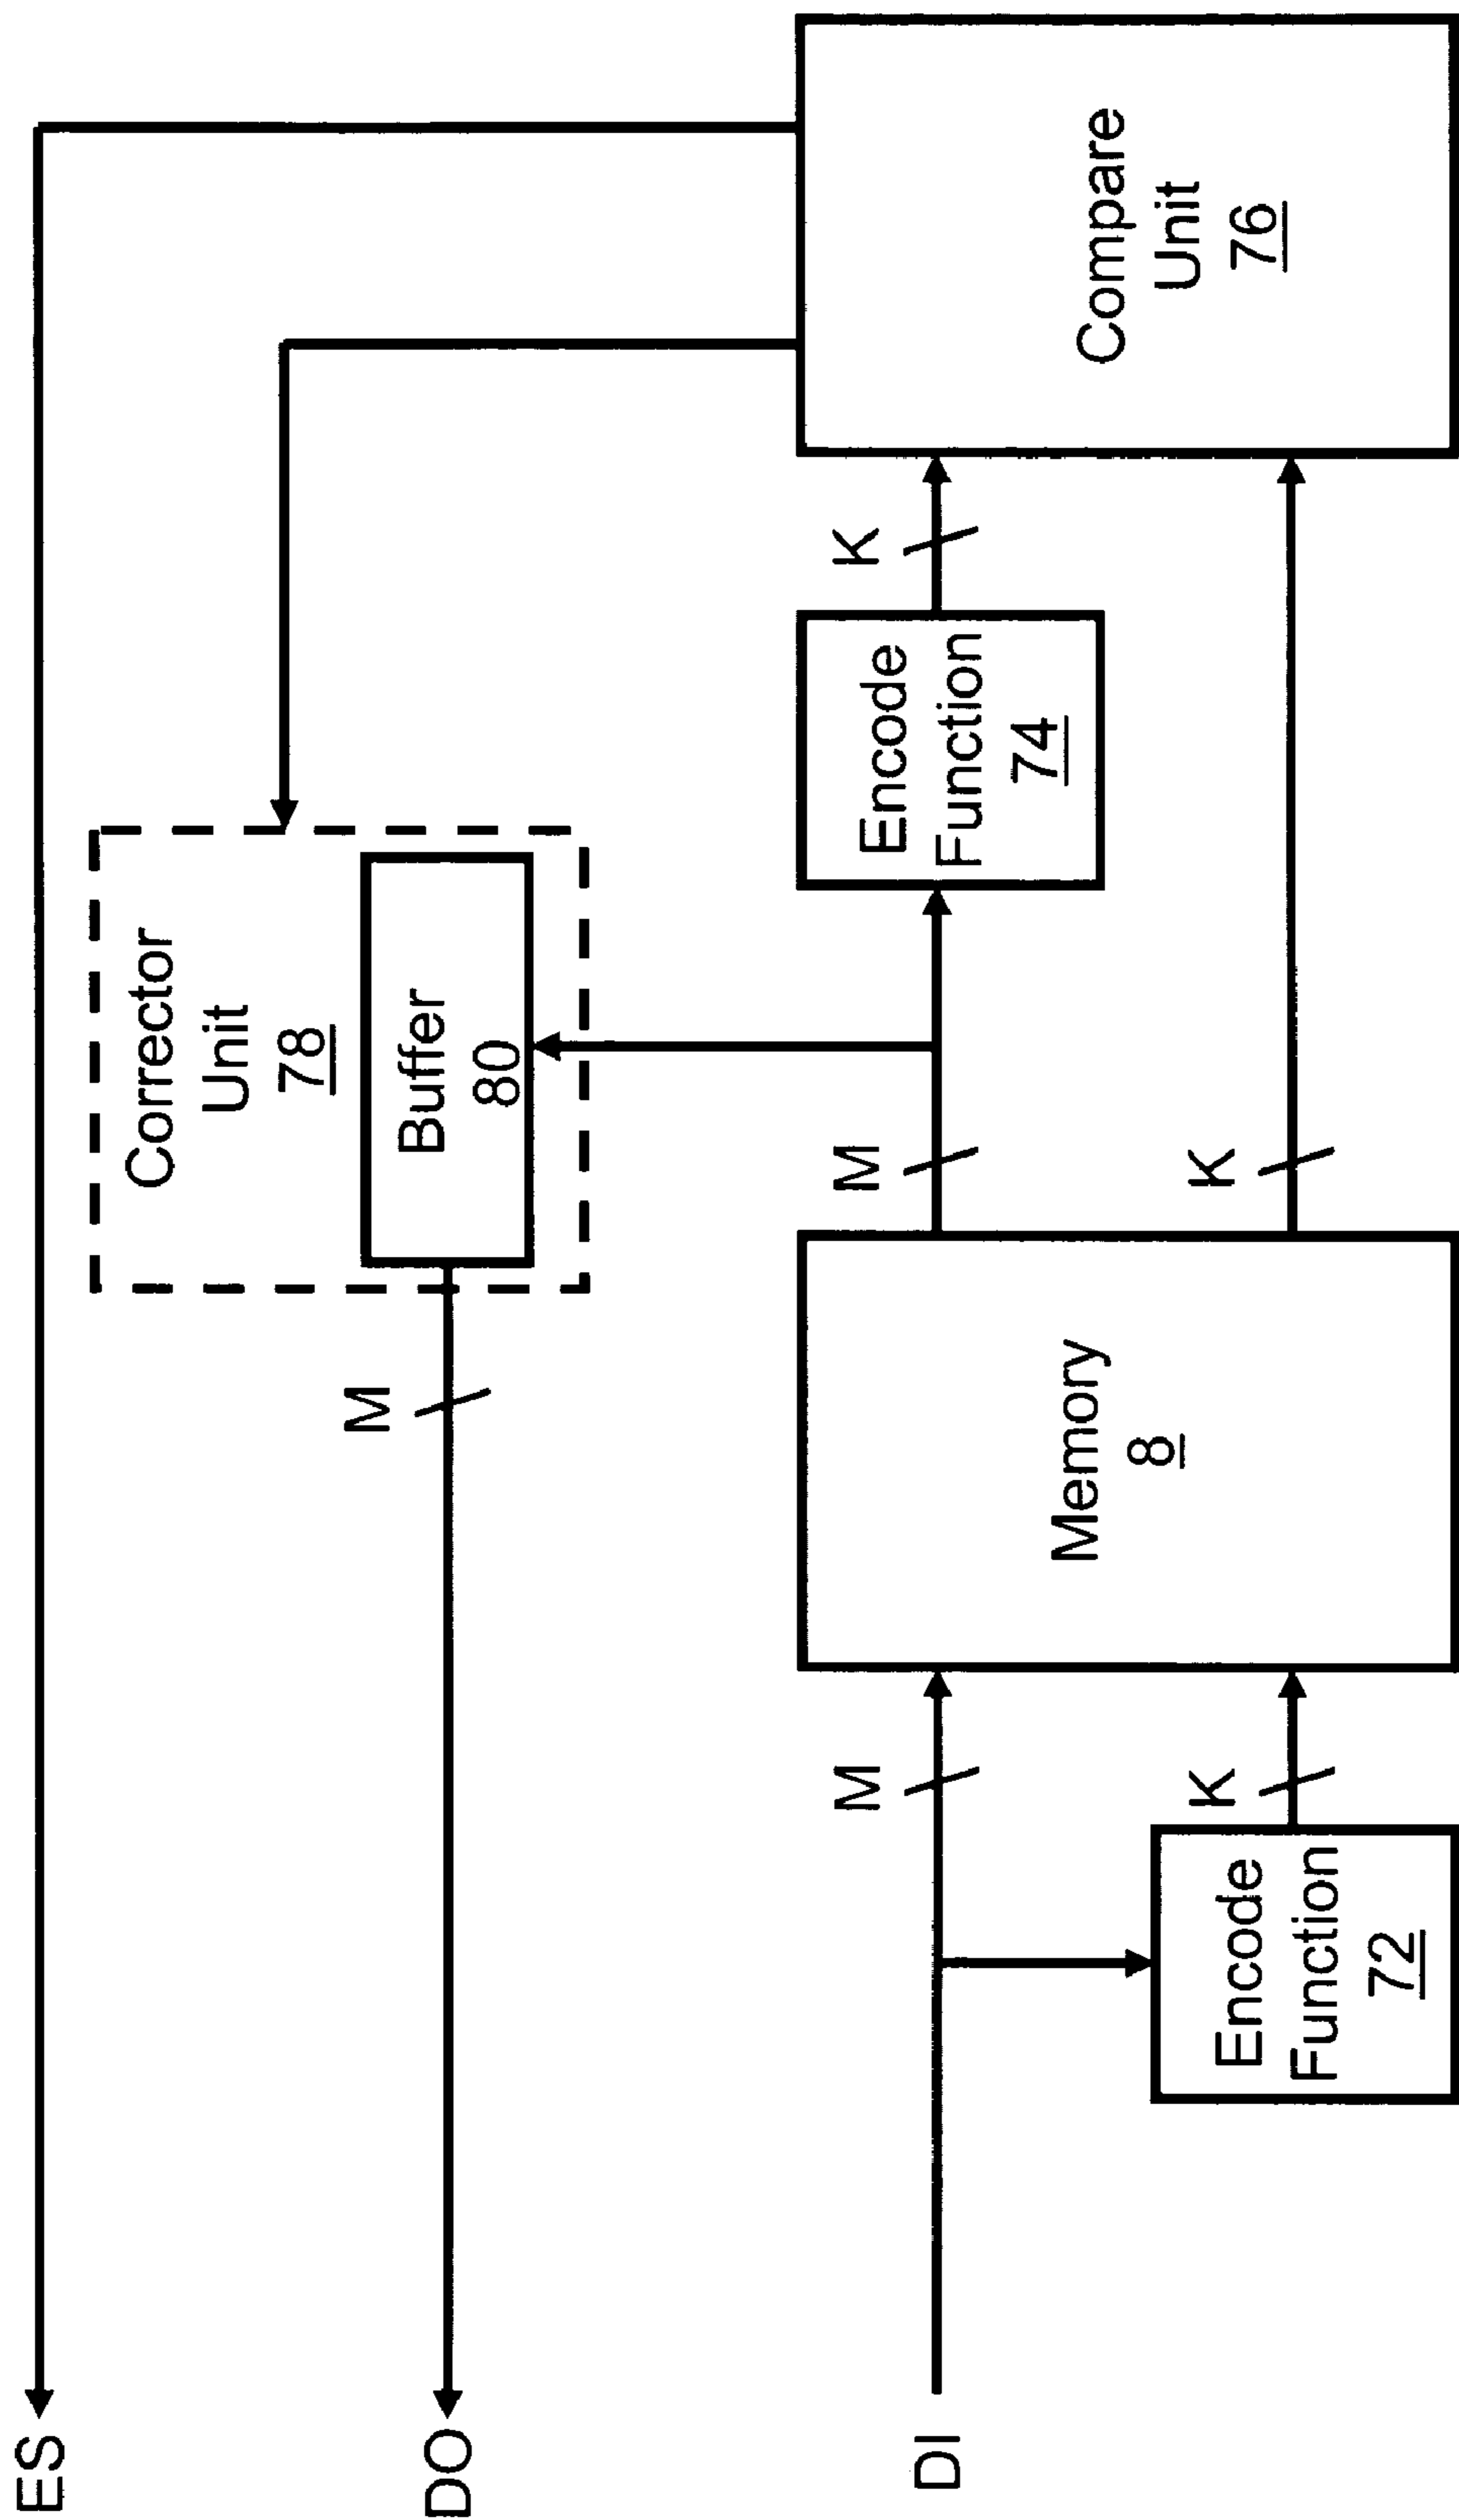 ES
Corrector
Unit
78
Buffer
80
M
DO
Compare
Unit
76
K
Encode
Function
74
M
K
Memory
8
M
K
Encode
Function
72
DI